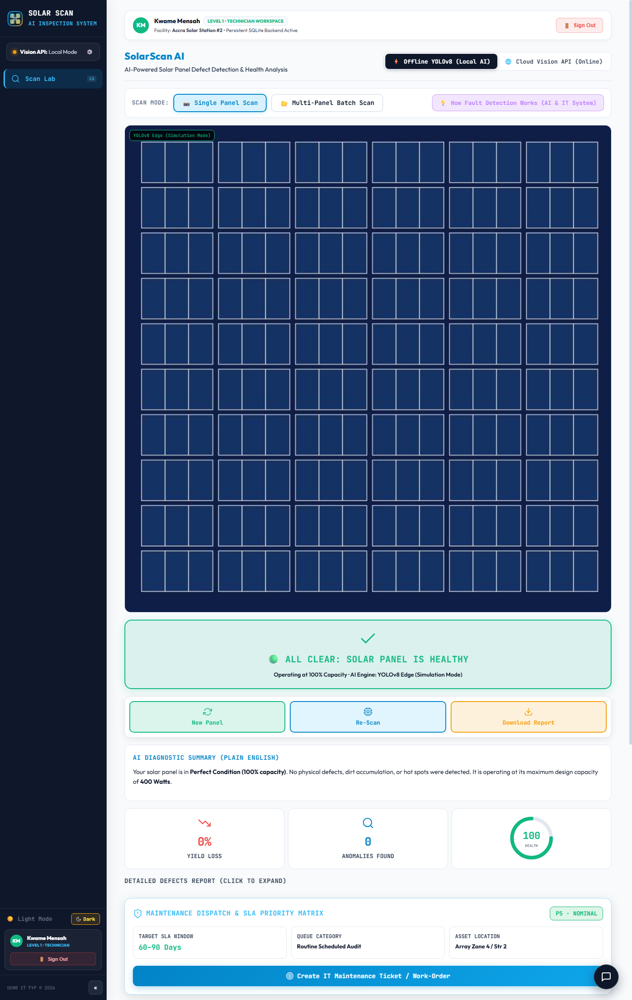 SOLAR SCAN
AI INSPECTION SYSTEM
Vision API: Local Mode
Scan Lab L1
Light Mode
Dark
KM Kwame Mensah
LEVEL 1 • TECHNICIAN
Sign Out
UENR IT FYP © 2026 «
KM Kwame Mensah LEVEL 1 • TECHNICIAN WORKSPACE
Facility: Accra Solar Station #2 • Persistent SQLite Backend Active
Sign Out
SolarScan AI
AI-Powered Solar Panel Defect Detection & Health Analysis
Offline YOLOv8 (Local AI) Cloud Vision API (Online)
SCAN MODE: Single Panel Scan Multi-Panel Batch Scan How Fault Detection Works (AI & IT System)
YOLOv8 Edge (Simulation Mode)
ALL CLEAR: SOLAR PANEL IS HEALTHY
Operating at 100% Capacity · AI Engine: YOLOv8 Edge (Simulation Mode)
New Panel Re-Scan Download Report
AI DIAGNOSTIC SUMMARY (PLAIN ENGLISH)
Your solar panel is in Perfect Condition (100% capacity). No physical defects, dirt accumulation, or hot spots were detected. It is operating at its maximum design capacity
of 400 Watts.
0%
YIELD LOSS
0
ANOMALIES FOUND
100
HEALTH
DETAILED DEFECTS REPORT (CLICK TO EXPAND)
MAINTENANCE DISPATCH & SLA PRIORITY MATRIX P5 - NOMINAL
TARGET SLA WINDOW
60–90 Days
QUEUE CATEGORY
Routine Scheduled Audit
ASSET LOCATION
Array Zone 4 / Str 2
Create IT Maintenance Ticket / Work-Order